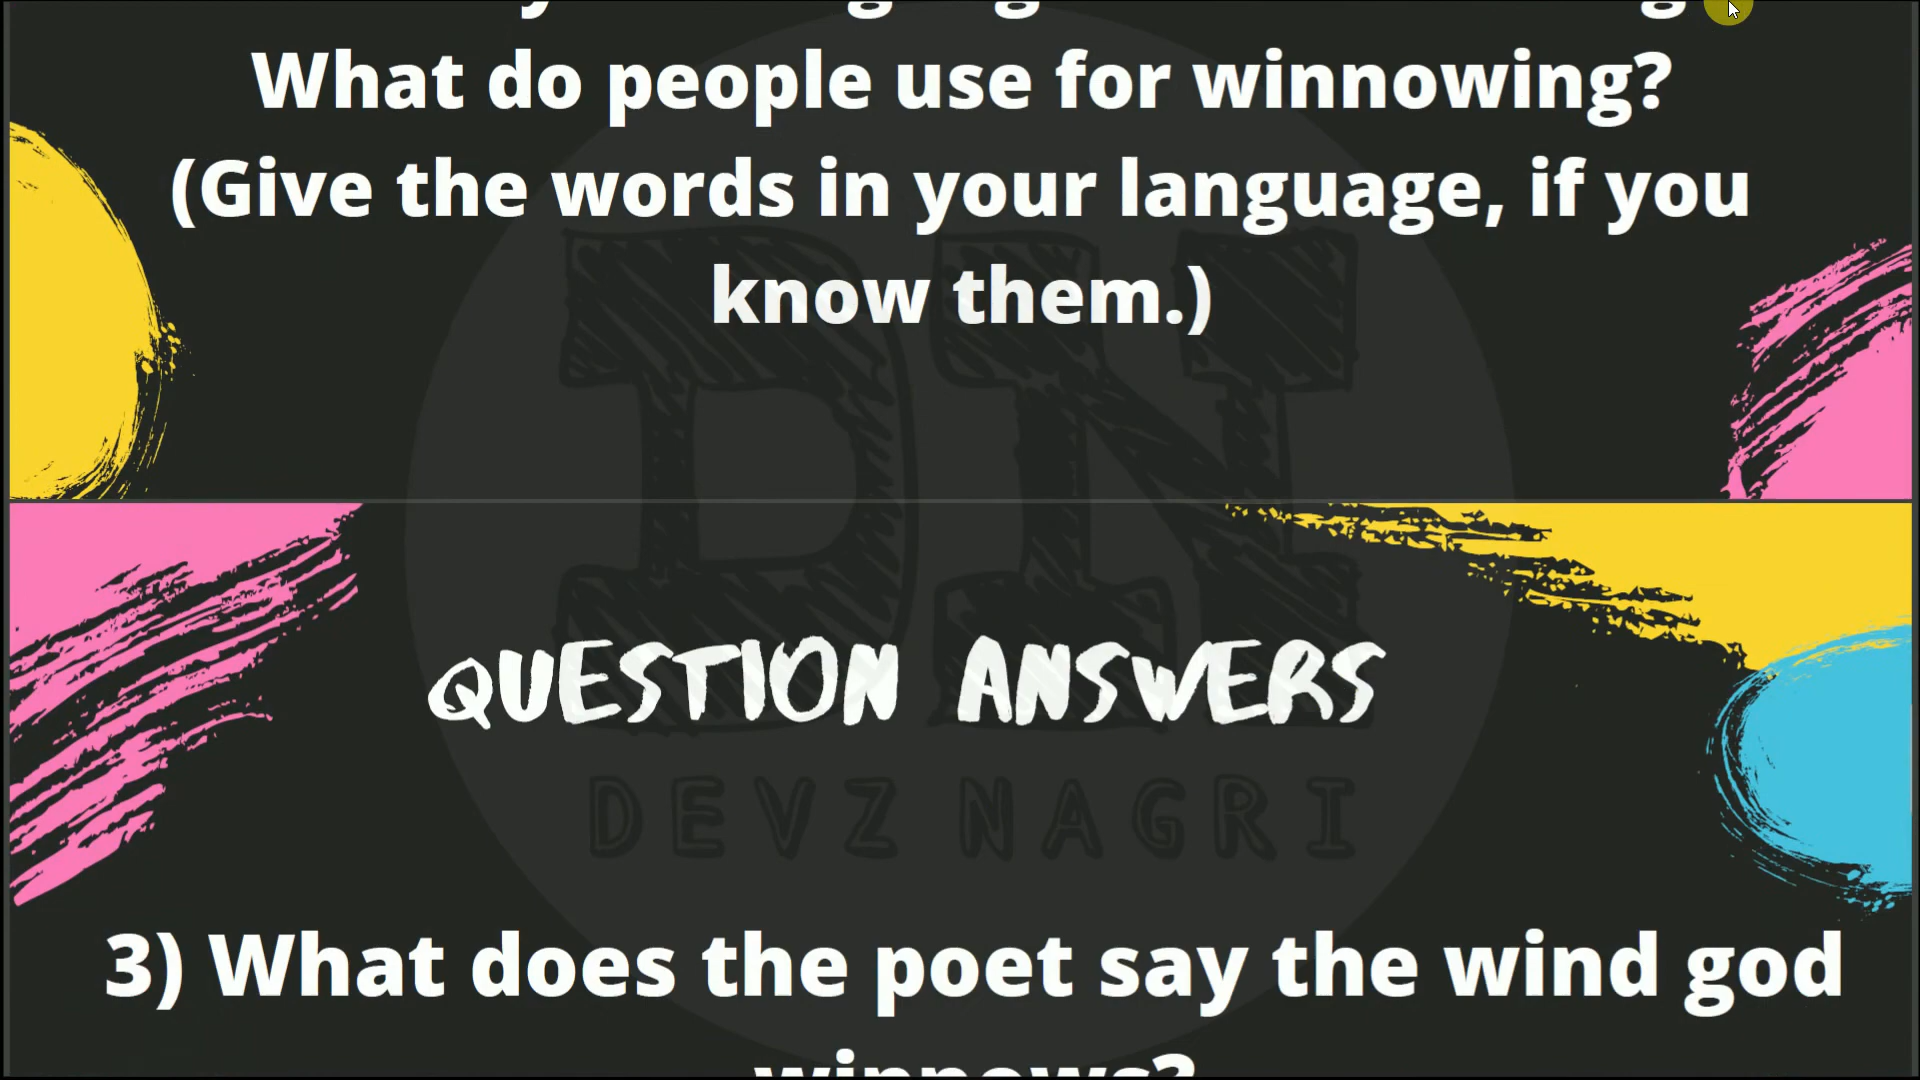 What do people use for winnowing?
(Give the words in your language, if you
know them.)
QUESTION ANSWERS
DEVZ NAGRI
3) What does the poet say the wind god
winnows?